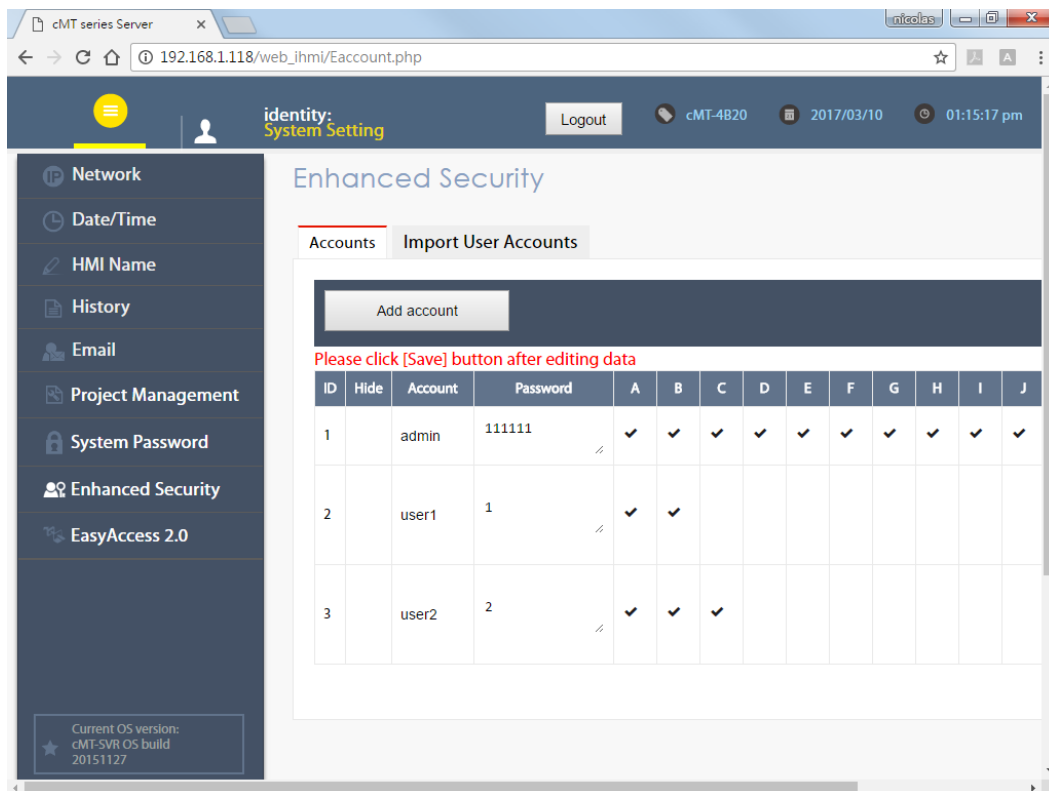 cMT series Server
nicolas
192.168.1.118/web_ihmi/Eaccount.php
A
identity:
System Setting
Logout
cMT-4B20
2017/03/10
01:15:17 pm
IP Network
Date/Time
HMI Name
History
Email
Project Management
System Password
Enhanced Security
EasyAccess 2.0
Current OS version:
cMT-SVR OS build
20151127
Enhanced Security
Accounts Import User Accounts
Add account
Please click [Save] button after editing data
ID Hide Account Password A B C D E F G H I J
1 admin 111111
2 user1 1
3 user2 2